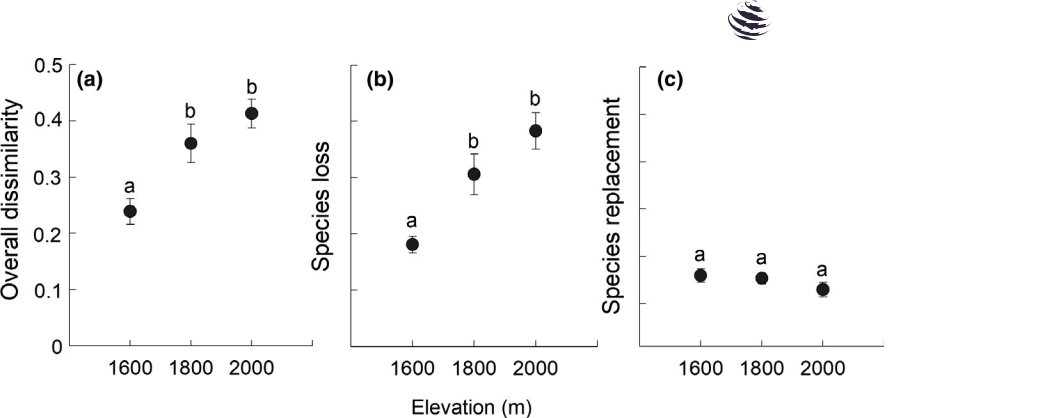 (a)
(b)
(c)
Overall dissimilarity
0.5
0.4
0.3
0.2
0.1
0
a
b
b
1600 1800 2000
Species loss
a
b
b
1600 1800 2000
Species replacement
a
a
a
1600 1800 2000
Elevation (m)